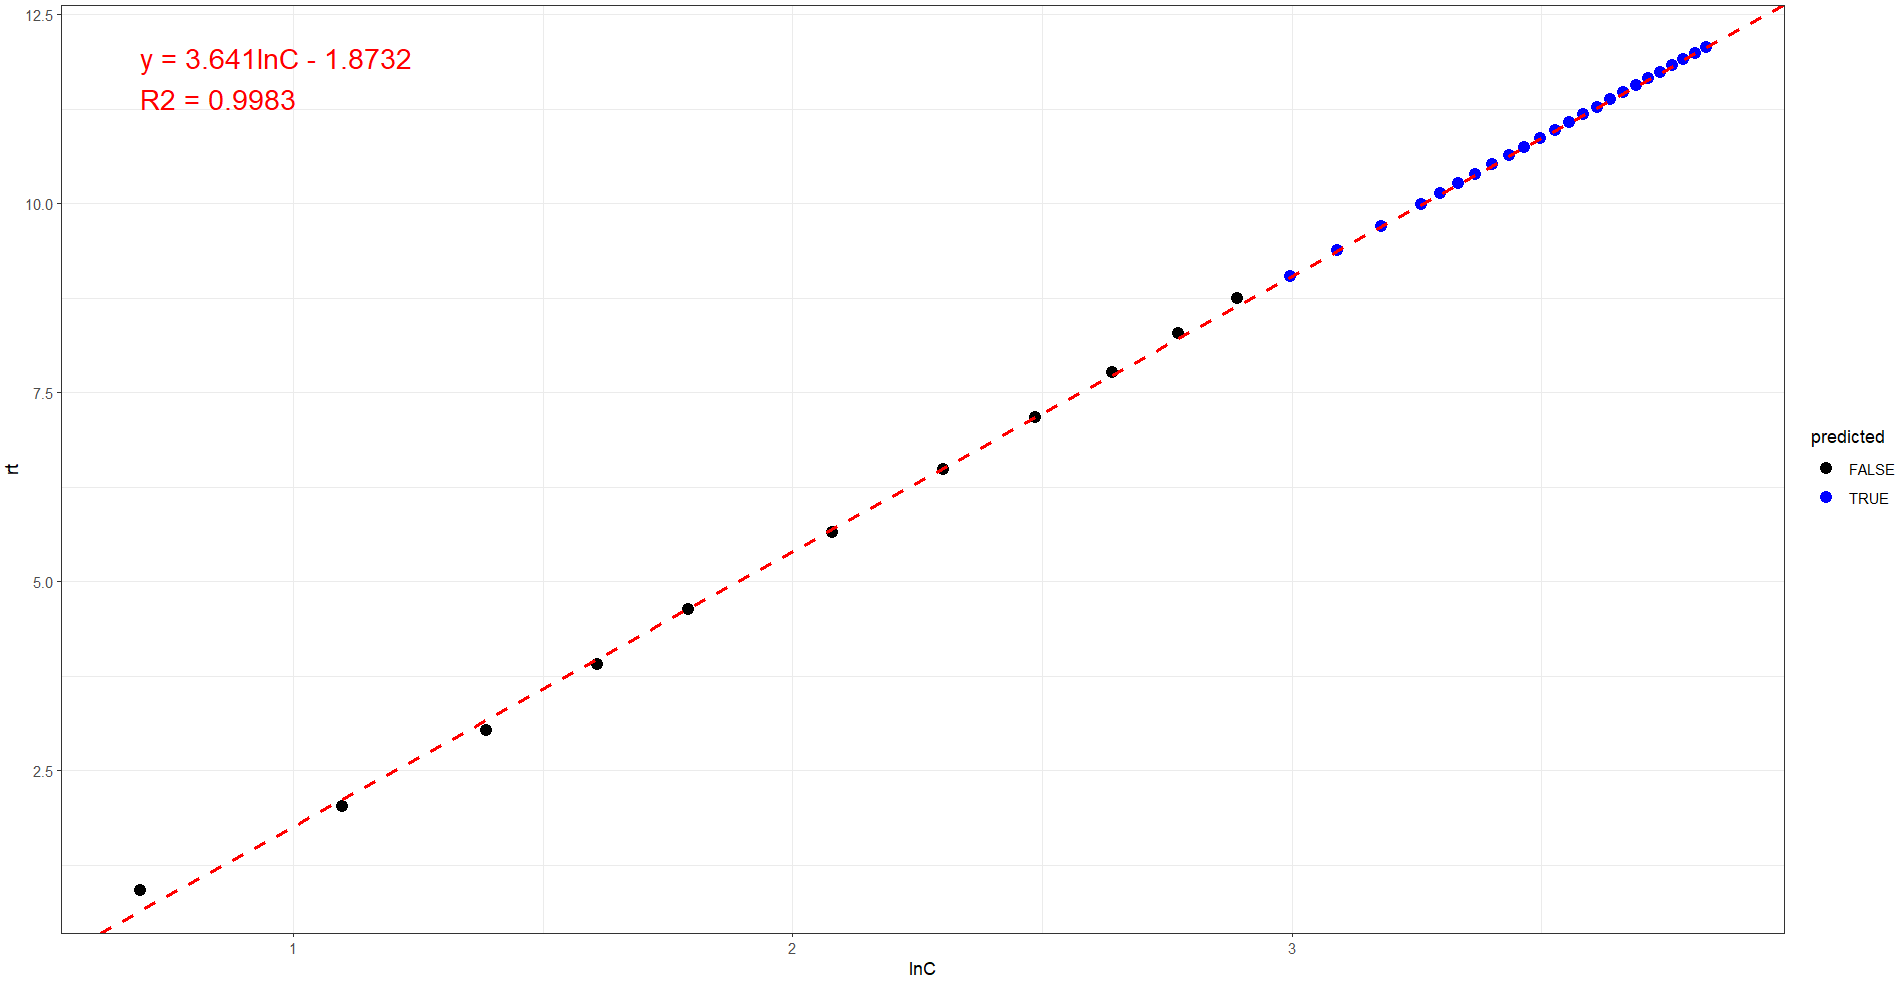 y = 3.641lnC - 1.8732
R2 = 0.9983
12.5
10.0
7.5
5.0
2.5
rt
1 2 3
lnC
predicted
FALSE
TRUE